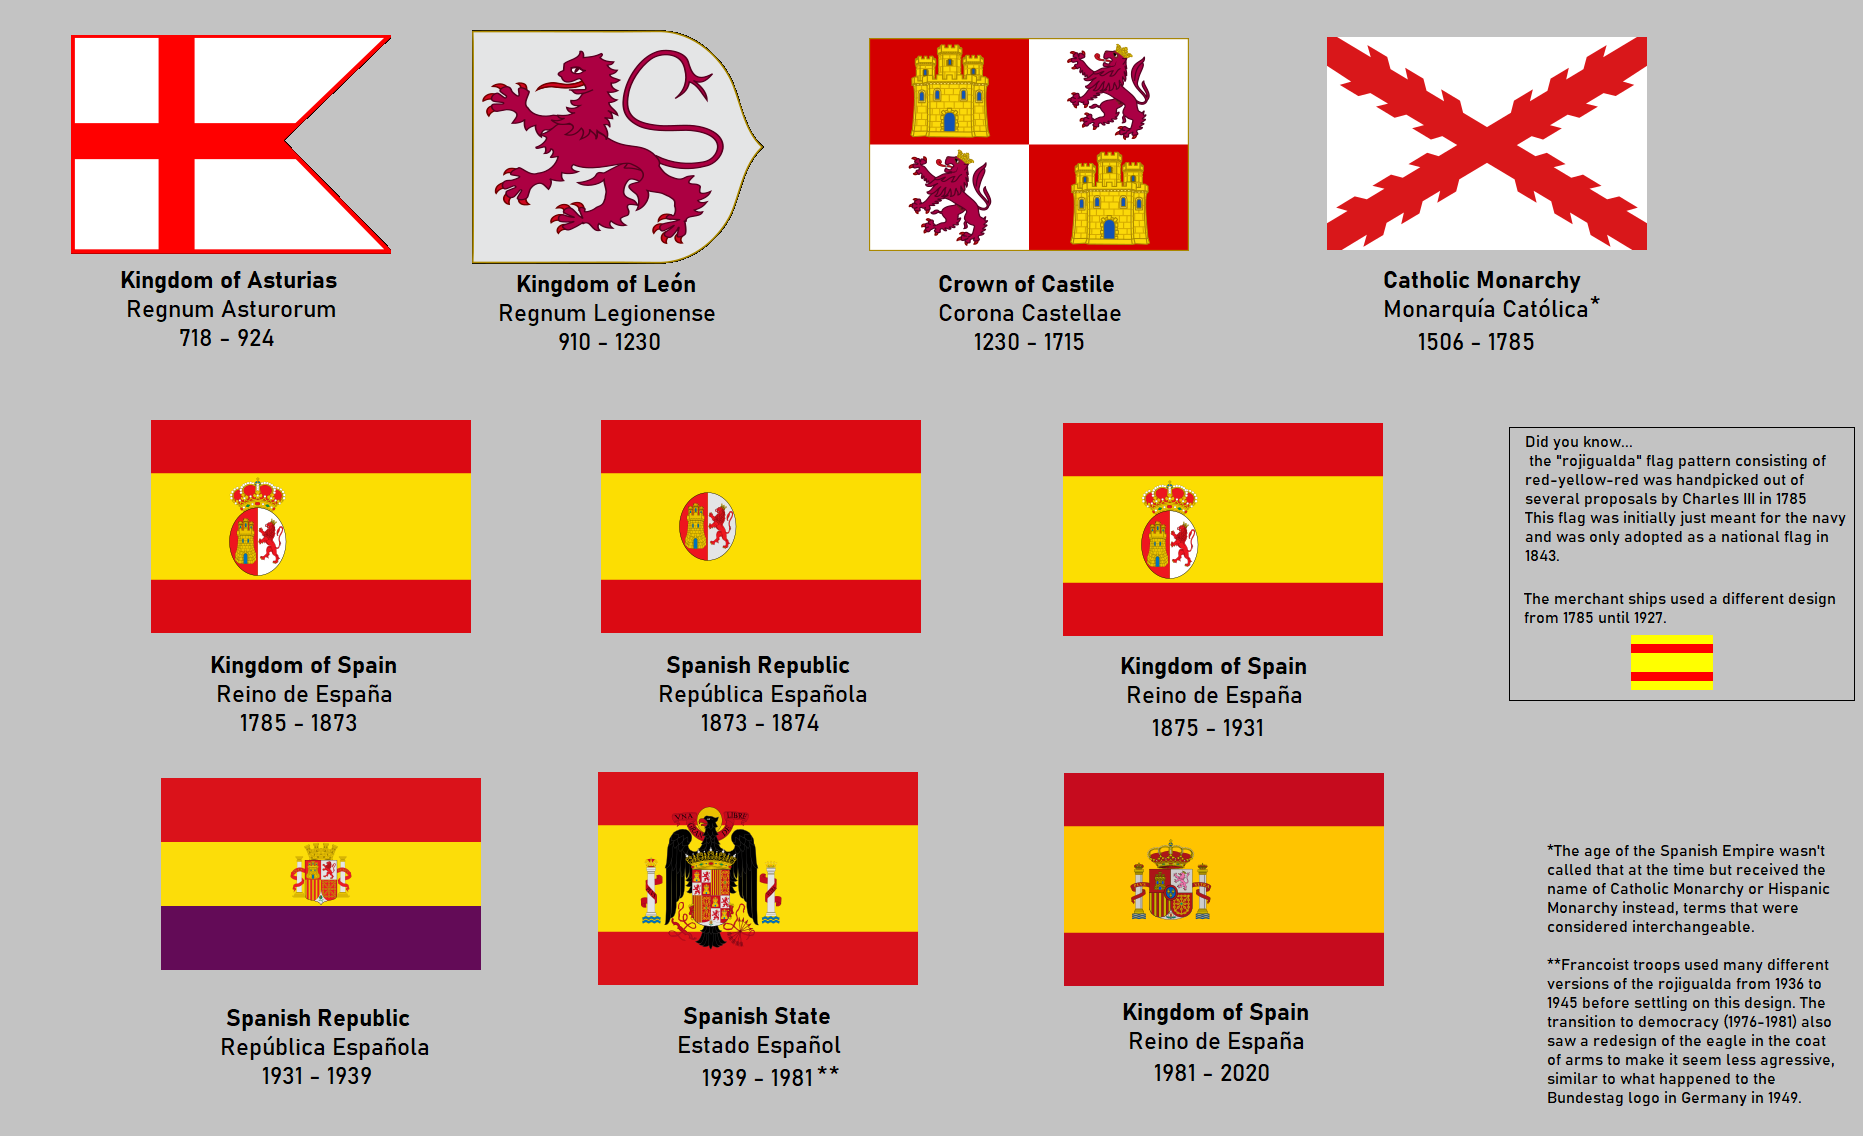 Kingdom of Asturias
Regnum Asturorum
718 - 924
Kingdom of León
Regnum Legionense
910 - 1230
Crown of Castile
Corona Castellae
1230 - 1715
Catholic Monarchy
Monarquía Católica*
1506 - 1785
Kingdom of Spain
Reino de España
1785 - 1873
Spanish Republic
República Española
1873 - 1874
Kingdom of Spain
Reino de España
1875 - 1931
Did you know...
the "rojigualda" flag pattern consisting of
red-yellow-red was handpicked out of
several proposals by Charles III in 1785
This flag was initially just meant for the navy
and was only adopted as a national flag in
1843.
The merchant ships used a different design
from 1785 until 1927.
VNA
LIBRE
Spanish Republic
República Española
1931 - 1939
Spanish State
Estado Español
1939 - 1981**
Kingdom of Spain
Reino de España
1981 - 2020
*The age of the Spanish Empire wasn't
called that at the time but received the
name of Catholic Monarchy or Hispanic
Monarchy instead, terms that were
considered interchangeable.
**Francoist troops used many different
versions of the rojigualda from 1936 to
1945 before settling on this design. The
transition to democracy (1976-1981) also
saw a redesign of the eagle in the coat
of arms to make it seem less agressive,
similar to what happened to the
Bundestag logo in Germany in 1949.